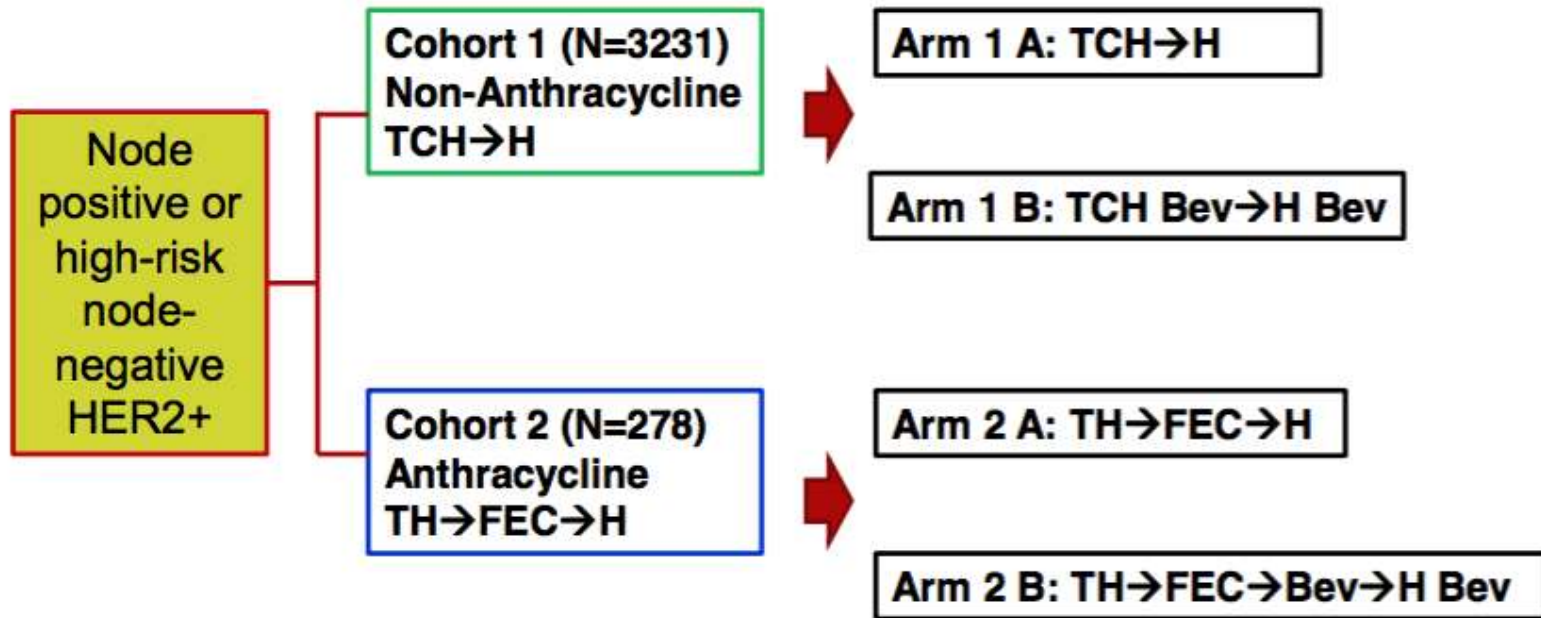 Node
positive or
high-risk
node-
negative
HER2+
Cohort 1 (N=3231)
Non-Anthracycline
TCH→H
Arm 1 A: TCH→H
Arm 1 B: TCH Bev→H Bev
Cohort 2 (N=278)
Anthracycline
TH→FEC→H
Arm 2 A: TH→FEC→H
Arm 2 B: TH→FEC→Bev→H Bev